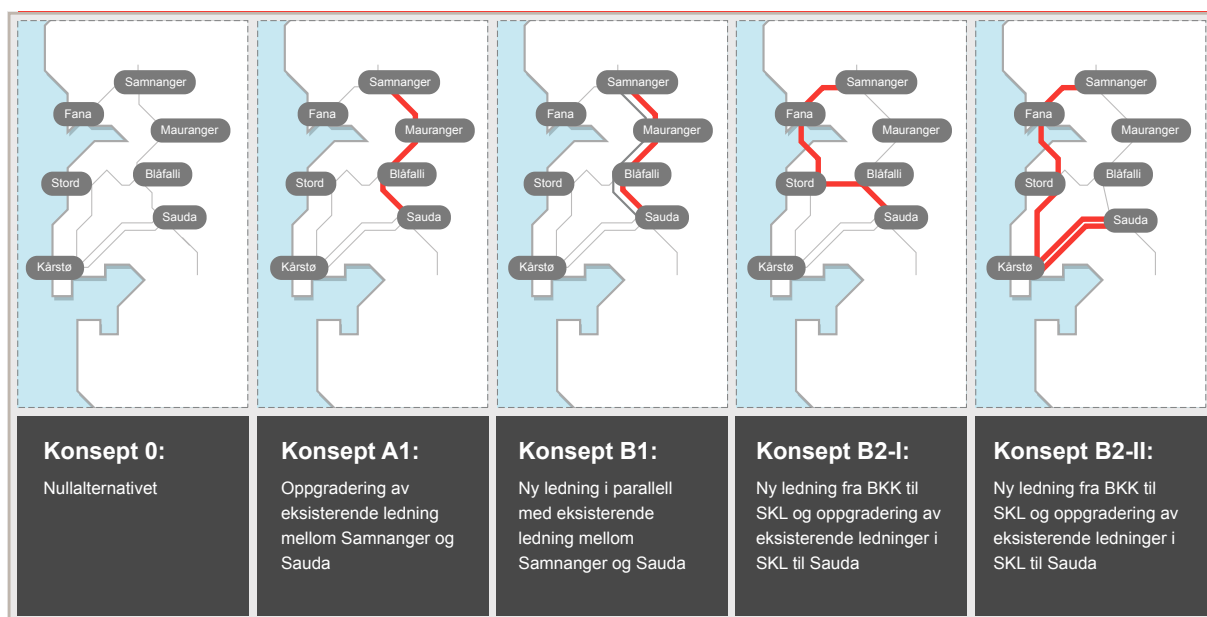 Samnanger
Fana
Mauranger
Blåfalli
Stord
Sauda
Kårstø
Konsept 0:
Nullalternativet
Samnanger
Fana
Mauranger
Blåfalli
Stord
Sauda
Kårstø
Konsept A1:
Oppgradering av
eksisterende ledning
mellom Samnanger og
Sauda
Samnanger
Fana
Mauranger
Blåfalli
Stord
Sauda
Kårstø
Konsept B1:
Ny ledning i parallell
med eksisterende
ledning mellom
Samnanger og Sauda
Samnanger
Fana
Mauranger
Blåfalli
Stord
Sauda
Kårstø
Konsept B2-I:
Ny ledning fra BKK til
SKL og oppgradering av
eksisterende ledninger i
SKL til Sauda
Samnanger
Fana
Mauranger
Blåfalli
Stord
Sauda
Kårstø
Konsept B2-II:
Ny ledning fra BKK til
SKL og oppgradering av
eksisterende ledninger i
SKL til Sauda